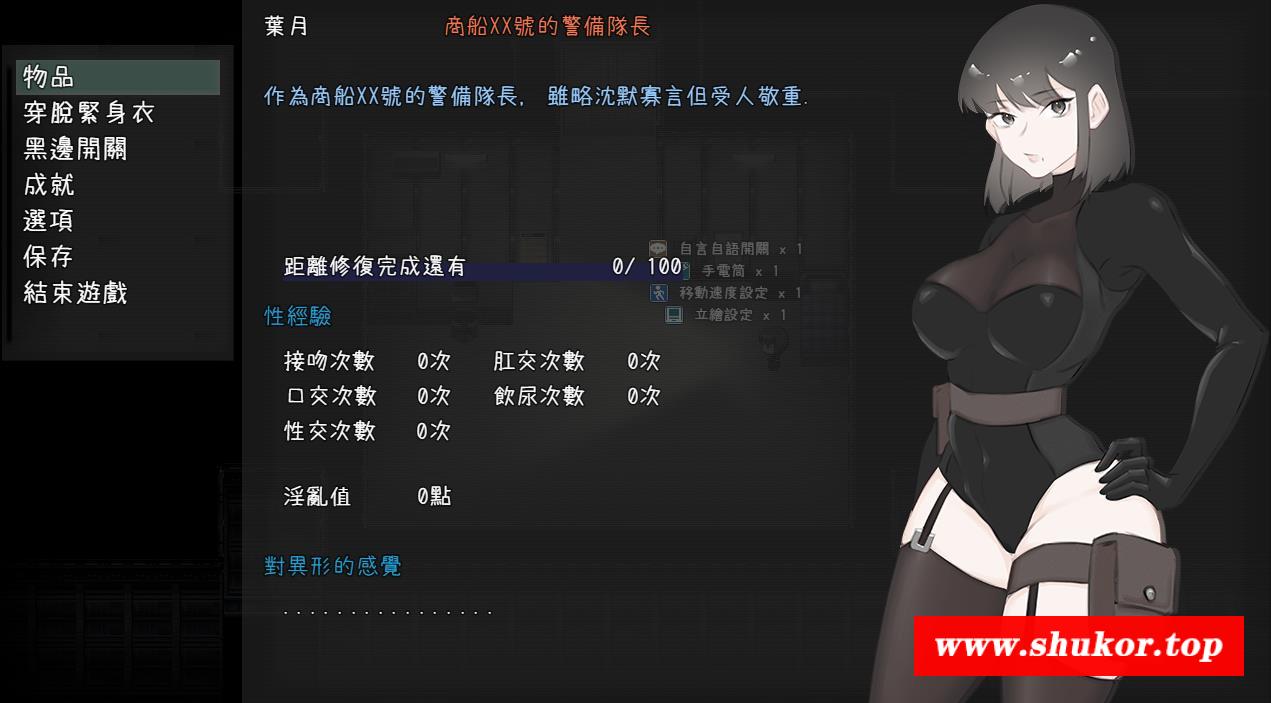 葉月 商船XX號的警備隊長
物品
穿脫緊身衣
黑邊開關
成就
選項
保存
結束遊戲
作為商船XX號的警備隊長, 雖略沈默寡言但受人敬重.
自言自語開關 x 1
手電筒 x 1
移動速度設定 x 1
立繪設定 x 1
距離修復完成還有 0/ 100
性經驗
接吻次數 0次 肛交次數 0次
口交次數 0次 飲尿次數 0次
性交次數 0次
淫亂值 0點
對異形的感覺
................
www.shukor.top